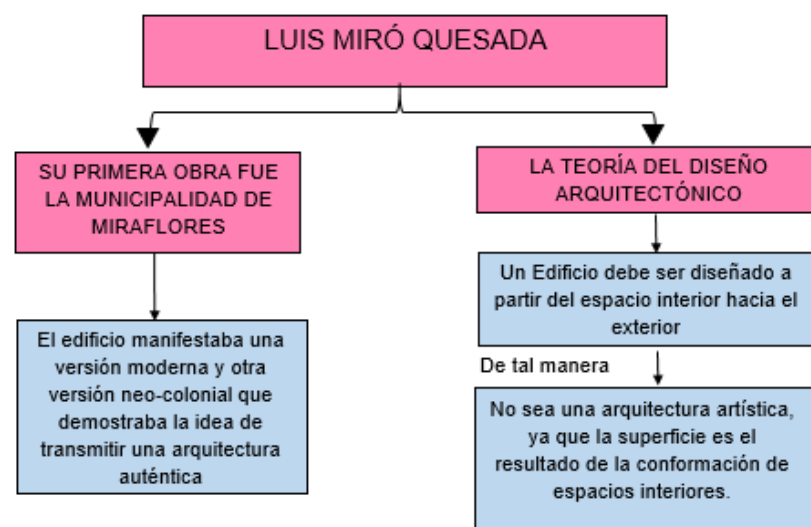 LUIS MIRÓ QUESADA
SU PRIMERA OBRA FUE
LA MUNICIPALIDAD DE
MIRAFLORES
El edificio manifestaba una
versión moderna y otra
versión neo-colonial que
demostraba la idea de
transmitir una arquitectura
auténtica
LA TEORÍA DEL DISEÑO
ARQUITECTÓNICO
Un Edificio debe ser diseñado a
partir del espacio interior hacia el
exterior
De tal manera
No sea una arquitectura artística,
ya que la superficie es el
resultado de la conformación de
espacios interiores.